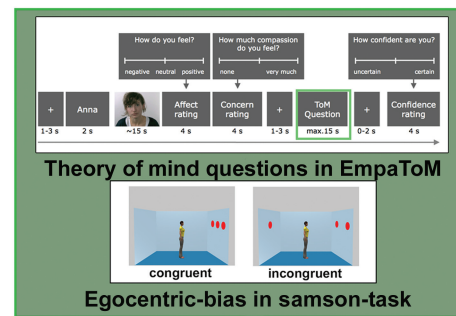 How do you feel?
negative neutral positive
How much compassion
do you feel?
none very much
How confident are you?
uncertain certain
+
Anna
Affect
rating
Concern
rating
+
ToM
Question
+
Confidence
rating
1-3 s
2 s
~15 s
4 s
4 s
1-3 s
max.15 s
0-2 s
4 s
Theory of mind questions in EmpaToM
congruent
incongruent
Egocentric-bias in samson-task